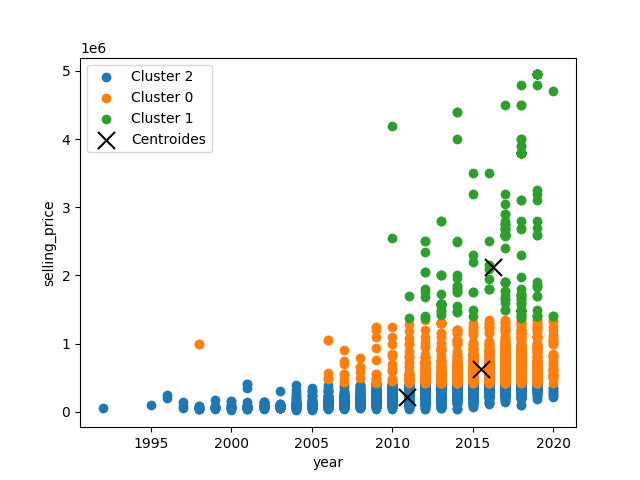 1e6
Cluster 2
Cluster 0
Cluster 1
Centroides
5
4
3
2
1
0
selling_price
1995
2000
2005
2010
2015
2020
year